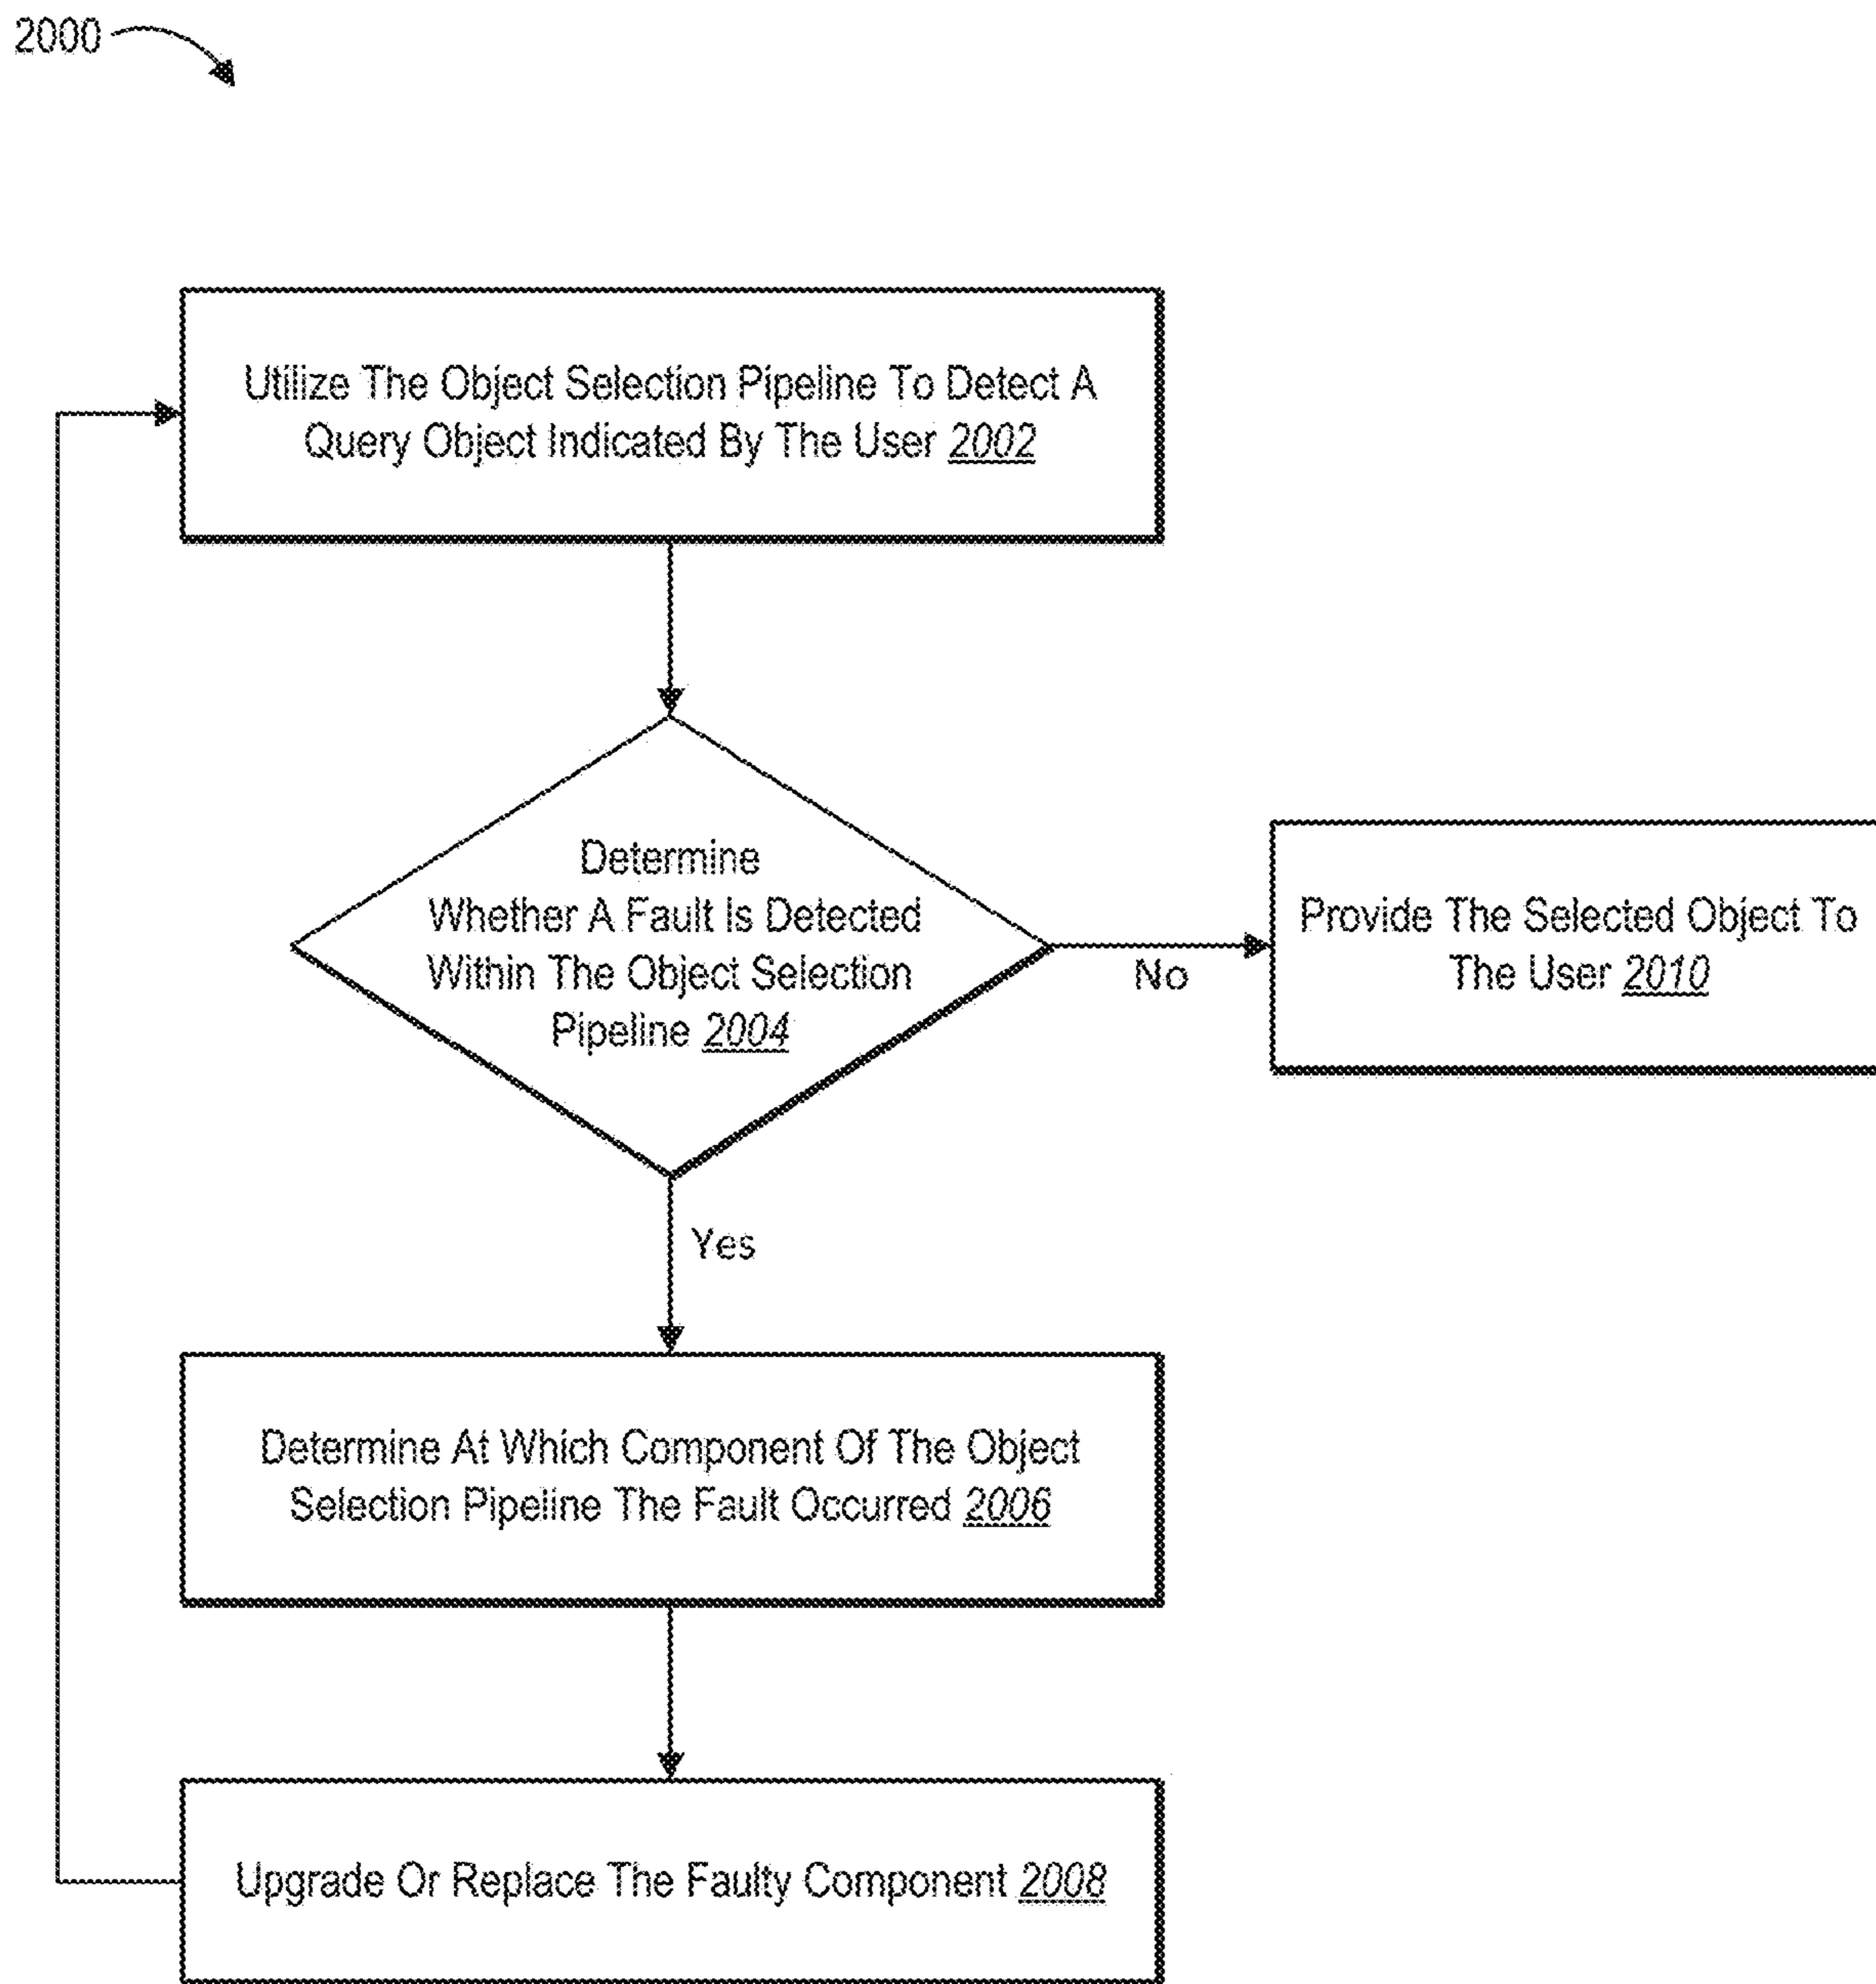 2000
Utilize The Object Selection Pipeline To Detect A
Query Object Indicated By The User 2002
Determine
Whether A Fault Is Detected
Within The Object Selection
Pipeline 2004
No
Provide The Selected Object To
The User 2010
Yes
Determine At Which Component Of The Object
Selection Pipeline The Fault Occurred 2006
Upgrade Or Replace The Faulty Component 2008